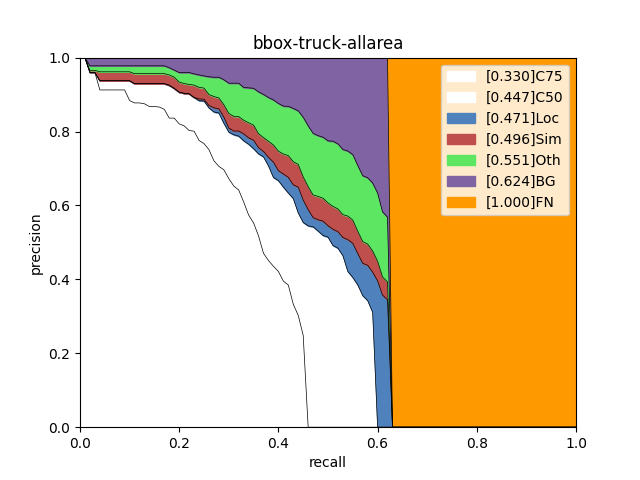 bbox-truck-allarea
1.0
0.8
0.6
0.4
0.2
0.0
precision
0.0 0.2 0.4 0.6 0.8 1.0
recall
[0.330]C75
[0.447]C50
[0.471]Loc
[0.496]Sim
[0.551]Oth
[0.624]BG
[1.000]FN